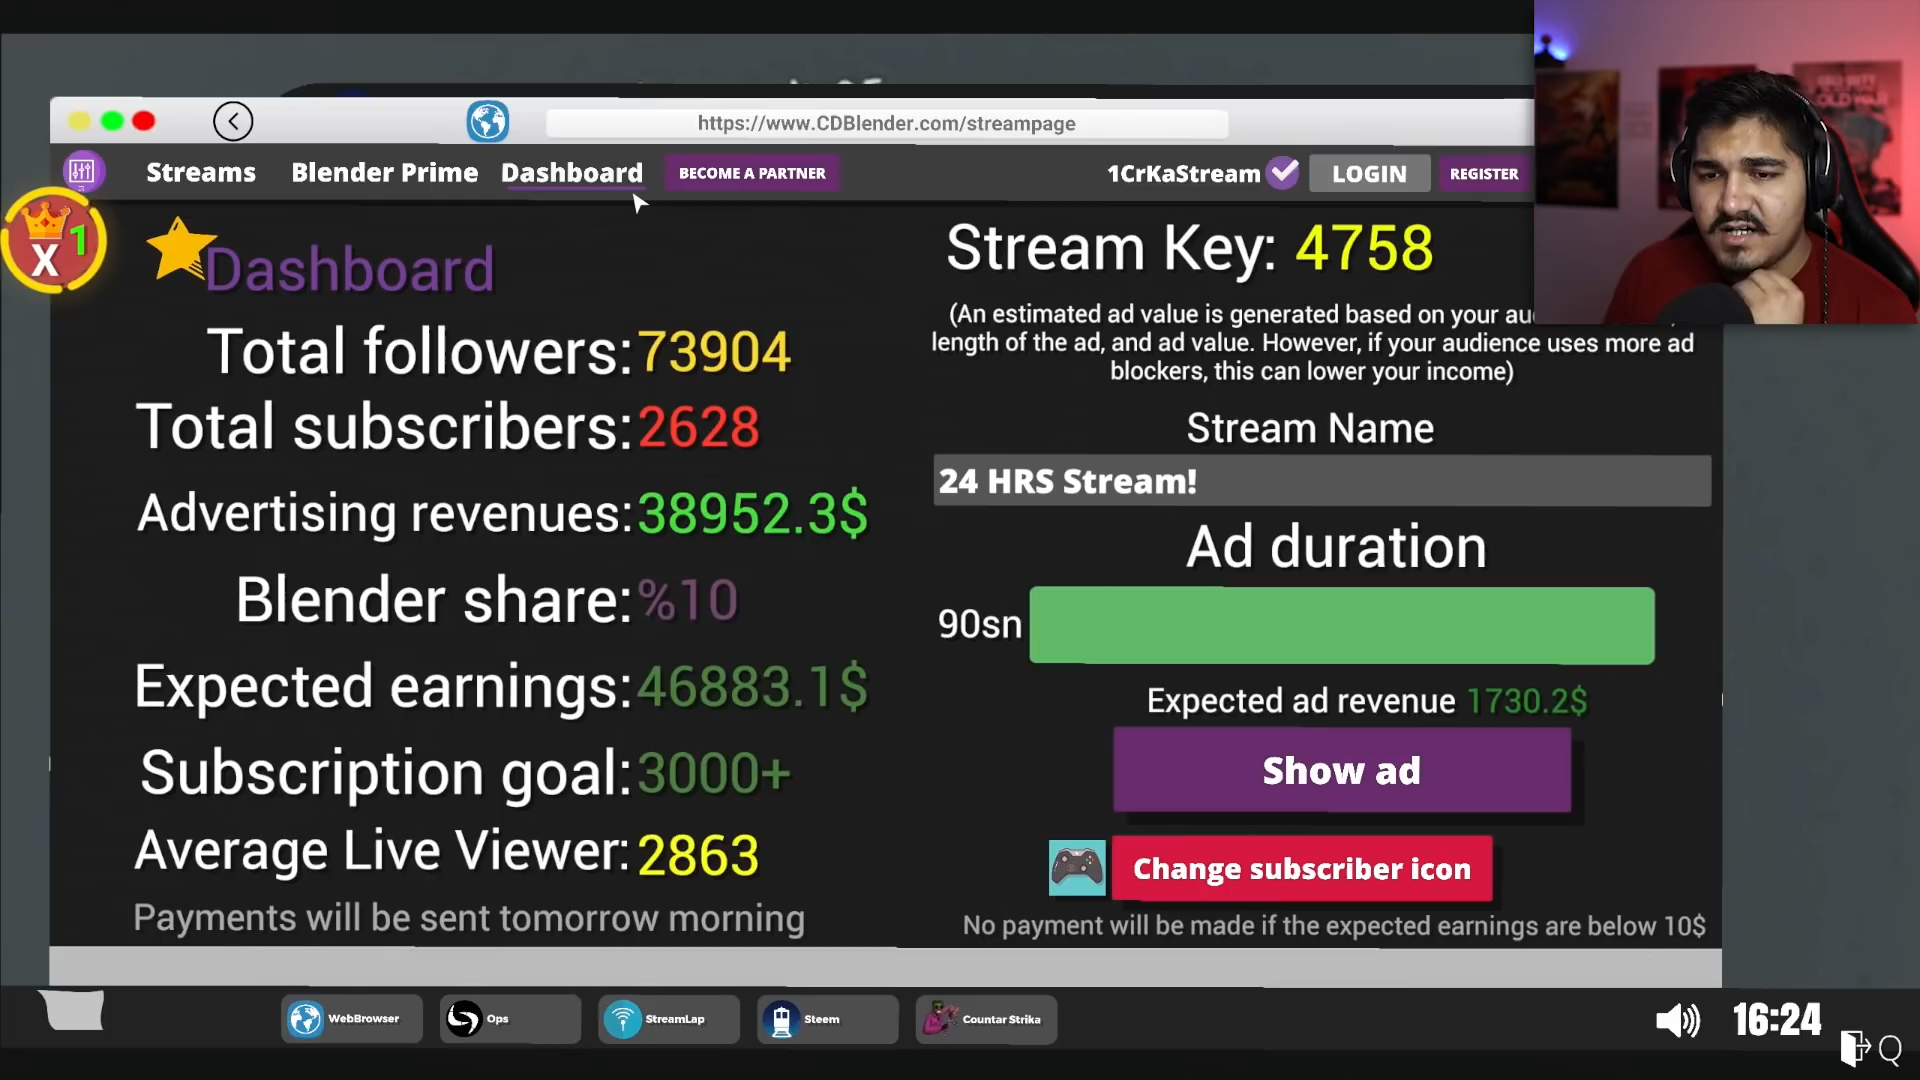 https://www.CDBlender.com/streampage
Streams Blender Prime Dashboard BECOME A PARTNER 1CrKaStream LOGIN REGISTER
X 1
Dashboard
Total followers: 73904
Total subscribers: 2628
Advertising revenues: 38952.3$
Blender share: %10
Expected earnings: 46883.1$
Subscription goal: 3000+
Average Live Viewer: 2863
Payments will be sent tomorrow morning
Stream Key: 4758
(An estimated ad value is generated based on your
length of the ad, and ad value. However, if your audience uses more ad
blockers, this can lower your income)
Stream Name
24 HRS Stream!
Ad duration
90sn
Expected ad revenue 1730.2$
Show ad
Change subscriber icon
No payment will be made if the expected earnings are below 10$
WebBrowser Ops StreamLap Steem Countar Strika 16:24
Q